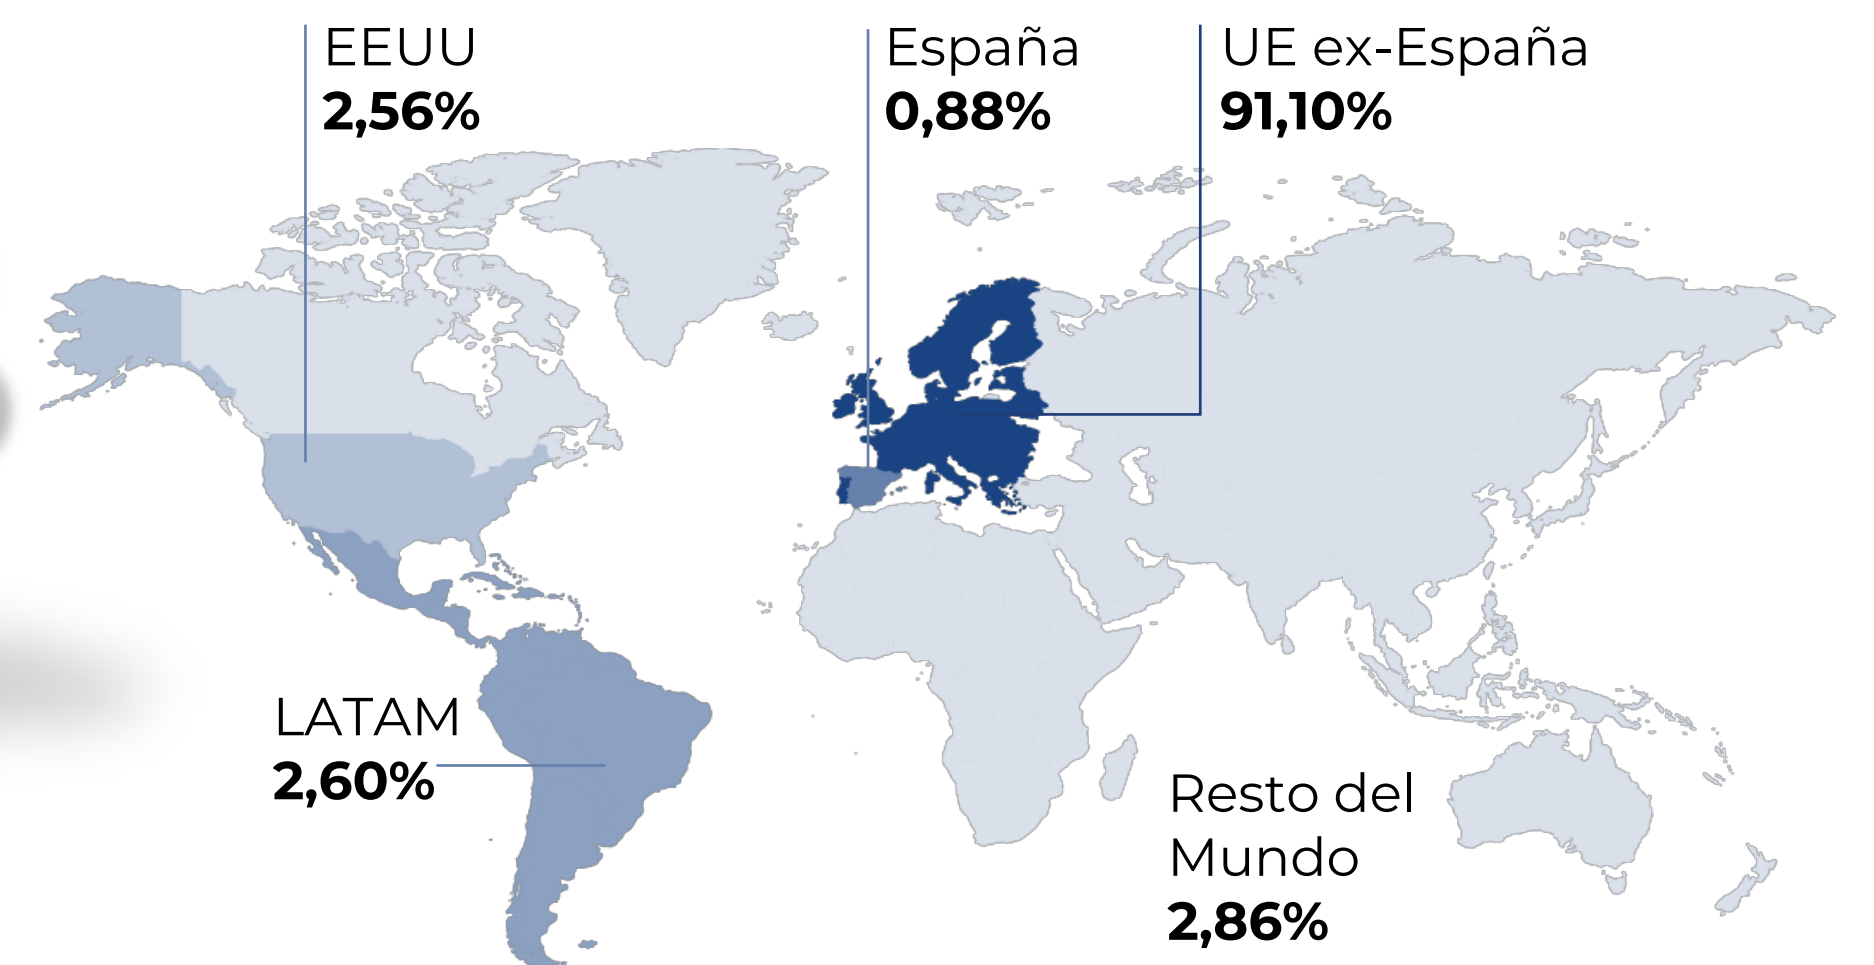 EEUU
2,56%
España
0,88%
UE ex-España
91,10%
LATAM
2,60%
Resto del
Mundo
2,86%